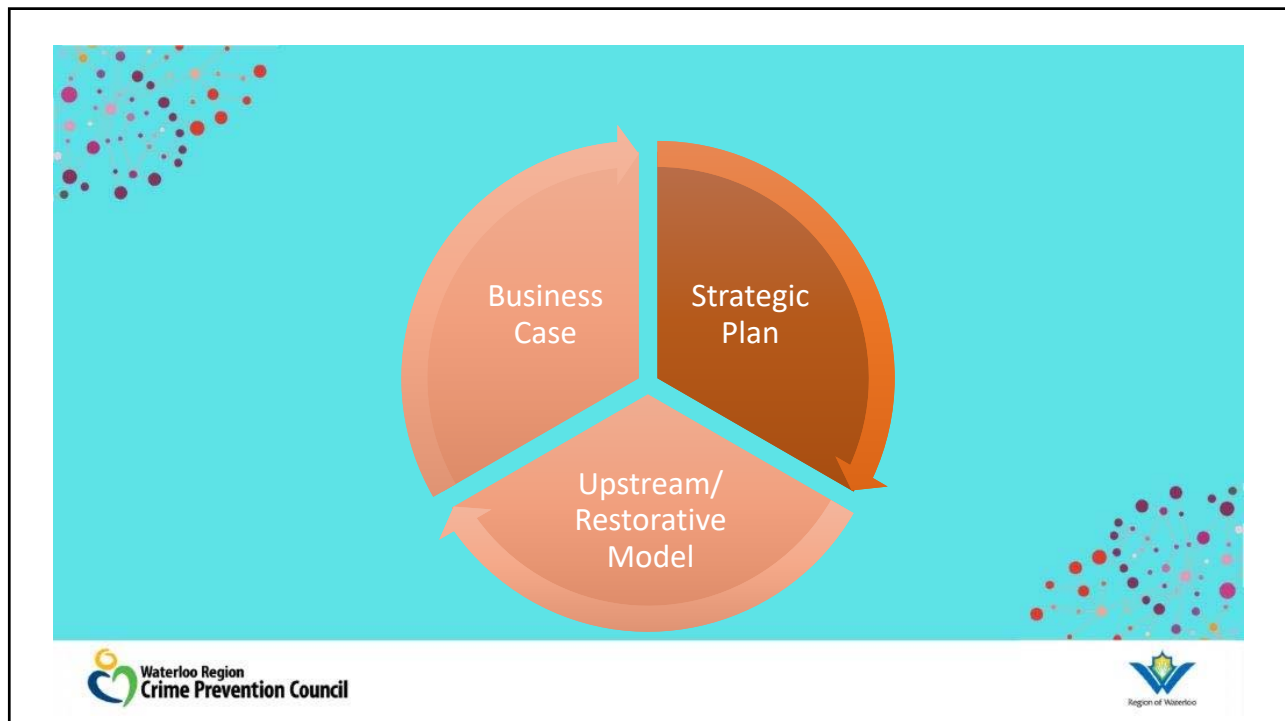 Business
Case
Strategic
Plan
Upstream/
Restorative
Model
Waterloo Region
Crime Prevention Council
Region of Waterloo